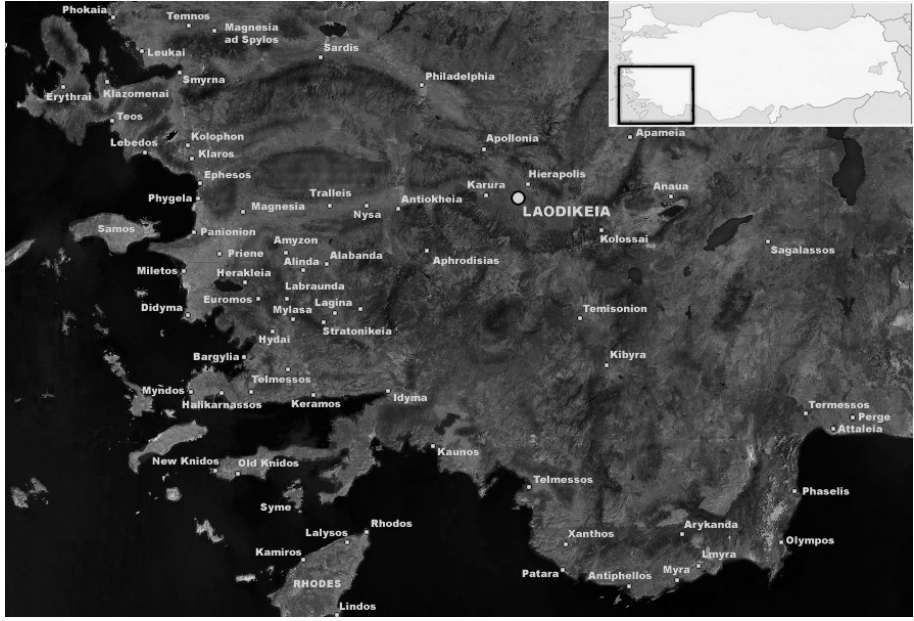 Phokaia
Temnos
Magnesia
ad Spylos
Leukai
Sardis
Smyrna
Philadelphia
Erythrai
Klazomenai
Teos
Kolophon
Lebedos
Klaros
Apollonia
Apameia
Ephesos
Hierapolis
Phygela
Magnesia
Tralleis
Nysa
Antiokheia
Karura
LAODIKEIA
Anaua
Samos
Panionion
Kolossai
Priene
Amyzon
Alinda
Alabanda
Aphrodisias
Sagalassos
Miletos
Herakleia
Didyma
Euromos
Labraunda
Mylasa
Lagina
Stratonikeia
Temisonion
Hydai
Bargylia
Kibyra
Myndos
Halikarnassos
Telmessos
Keramos
Idyma
Termessos
Perge
Attaleia
Kaunos
New Knidos
Old Knidos
Telmessos
Phaselis
Syme
Lalysos
Rhodos
Xanthos
Arykanda
Olympos
Kamiros
Lmyra
Patara
Antiphellos
Myra
RHODES
Lindos